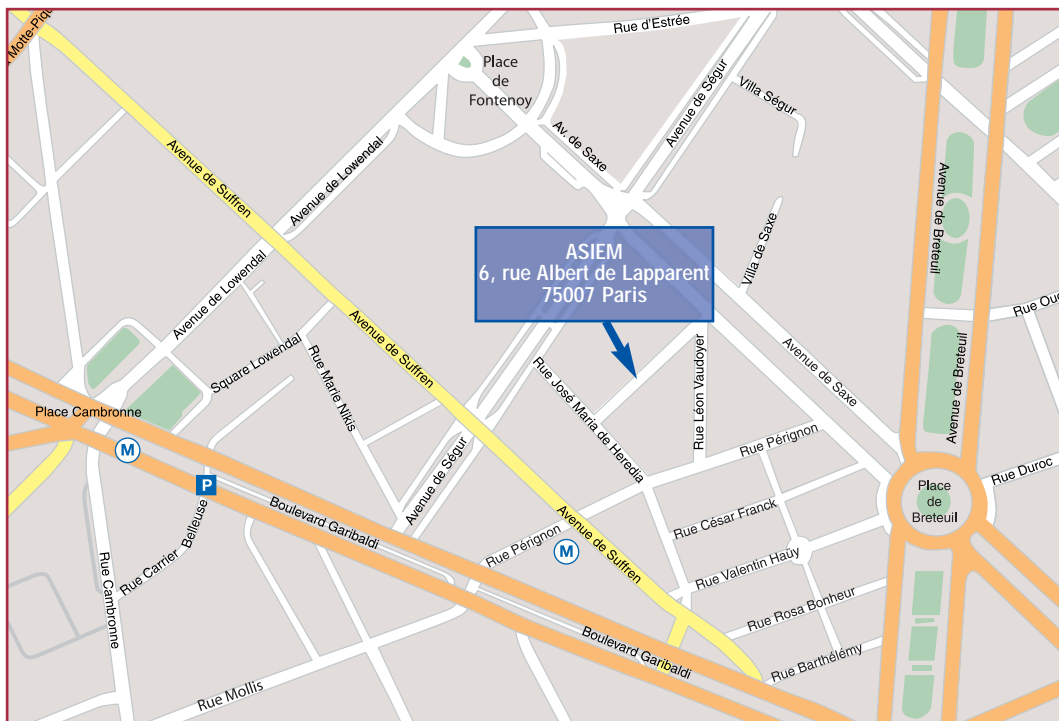 Motte-Piqu
Rue d'Estrée
Place
de
Fontenoy
Avenue de Ségur
Villa Ségur
Av. de Saxe
Avenue de Suffren
Avenue de Lowendal
Avenue de Breteuil
ASIEM
6, rue Albert de Lapparent
75007 Paris
Villa de Saxe
Avenue de Lowendal
Rue Oud
Avenue de Suffren
Square Lowendal
Rue Marie Nikis
Rue José Maria de Heredia
Rue Léon Vaudoyer
Avenue de Saxe
Avenue de Breteuil
Place Cambronne
M
P
Avenue de Ségur
Rue Pérignon
Rue Duroc
Place
de
Breteuil
Boulevard Garibaldi
Rue Carrier Belleuse
Rue Cambronne
Rue Pérignon
M
Avenue de Suffren
Rue César Franck
Rue Valentin Haüy
Rue Rosa Bonheur
Rue Barthélémy
Boulevard Garibaldi
Rue Mollis